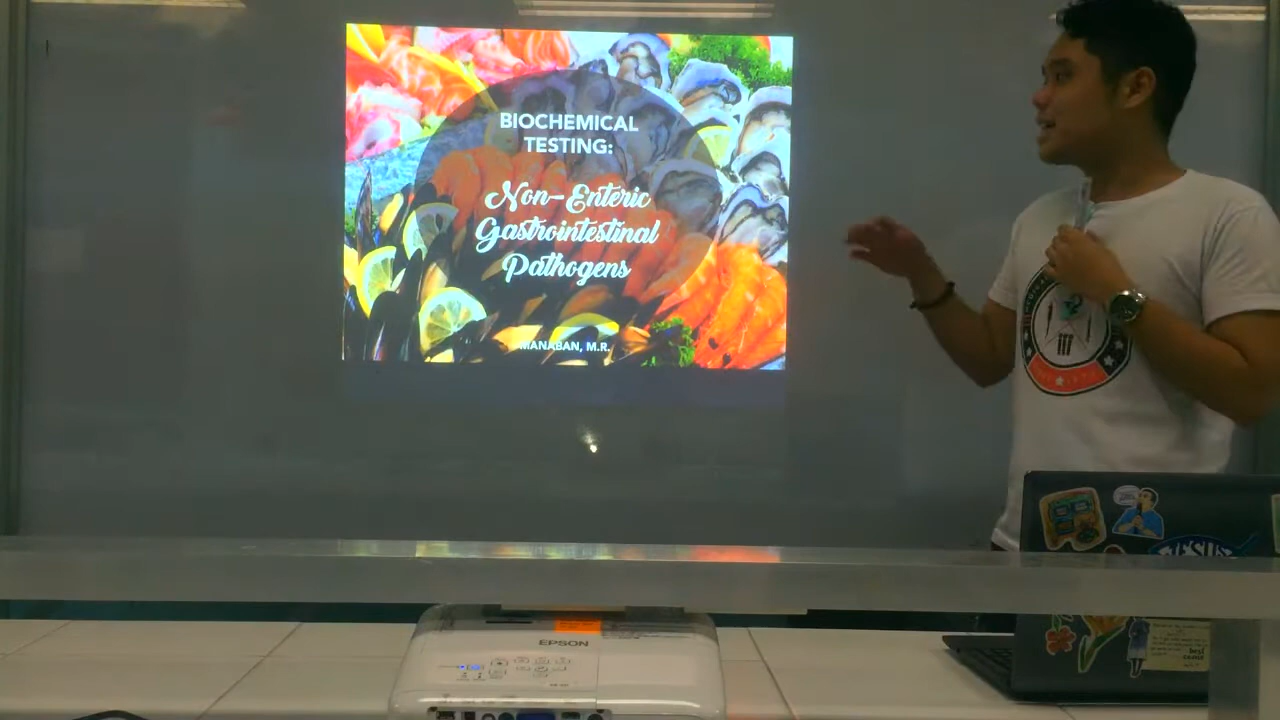 BIOCHEMICAL
TESTING:
Non-Enteric
Gastrointestinal
Pathogens
MANABAN, M.R.
EPSON